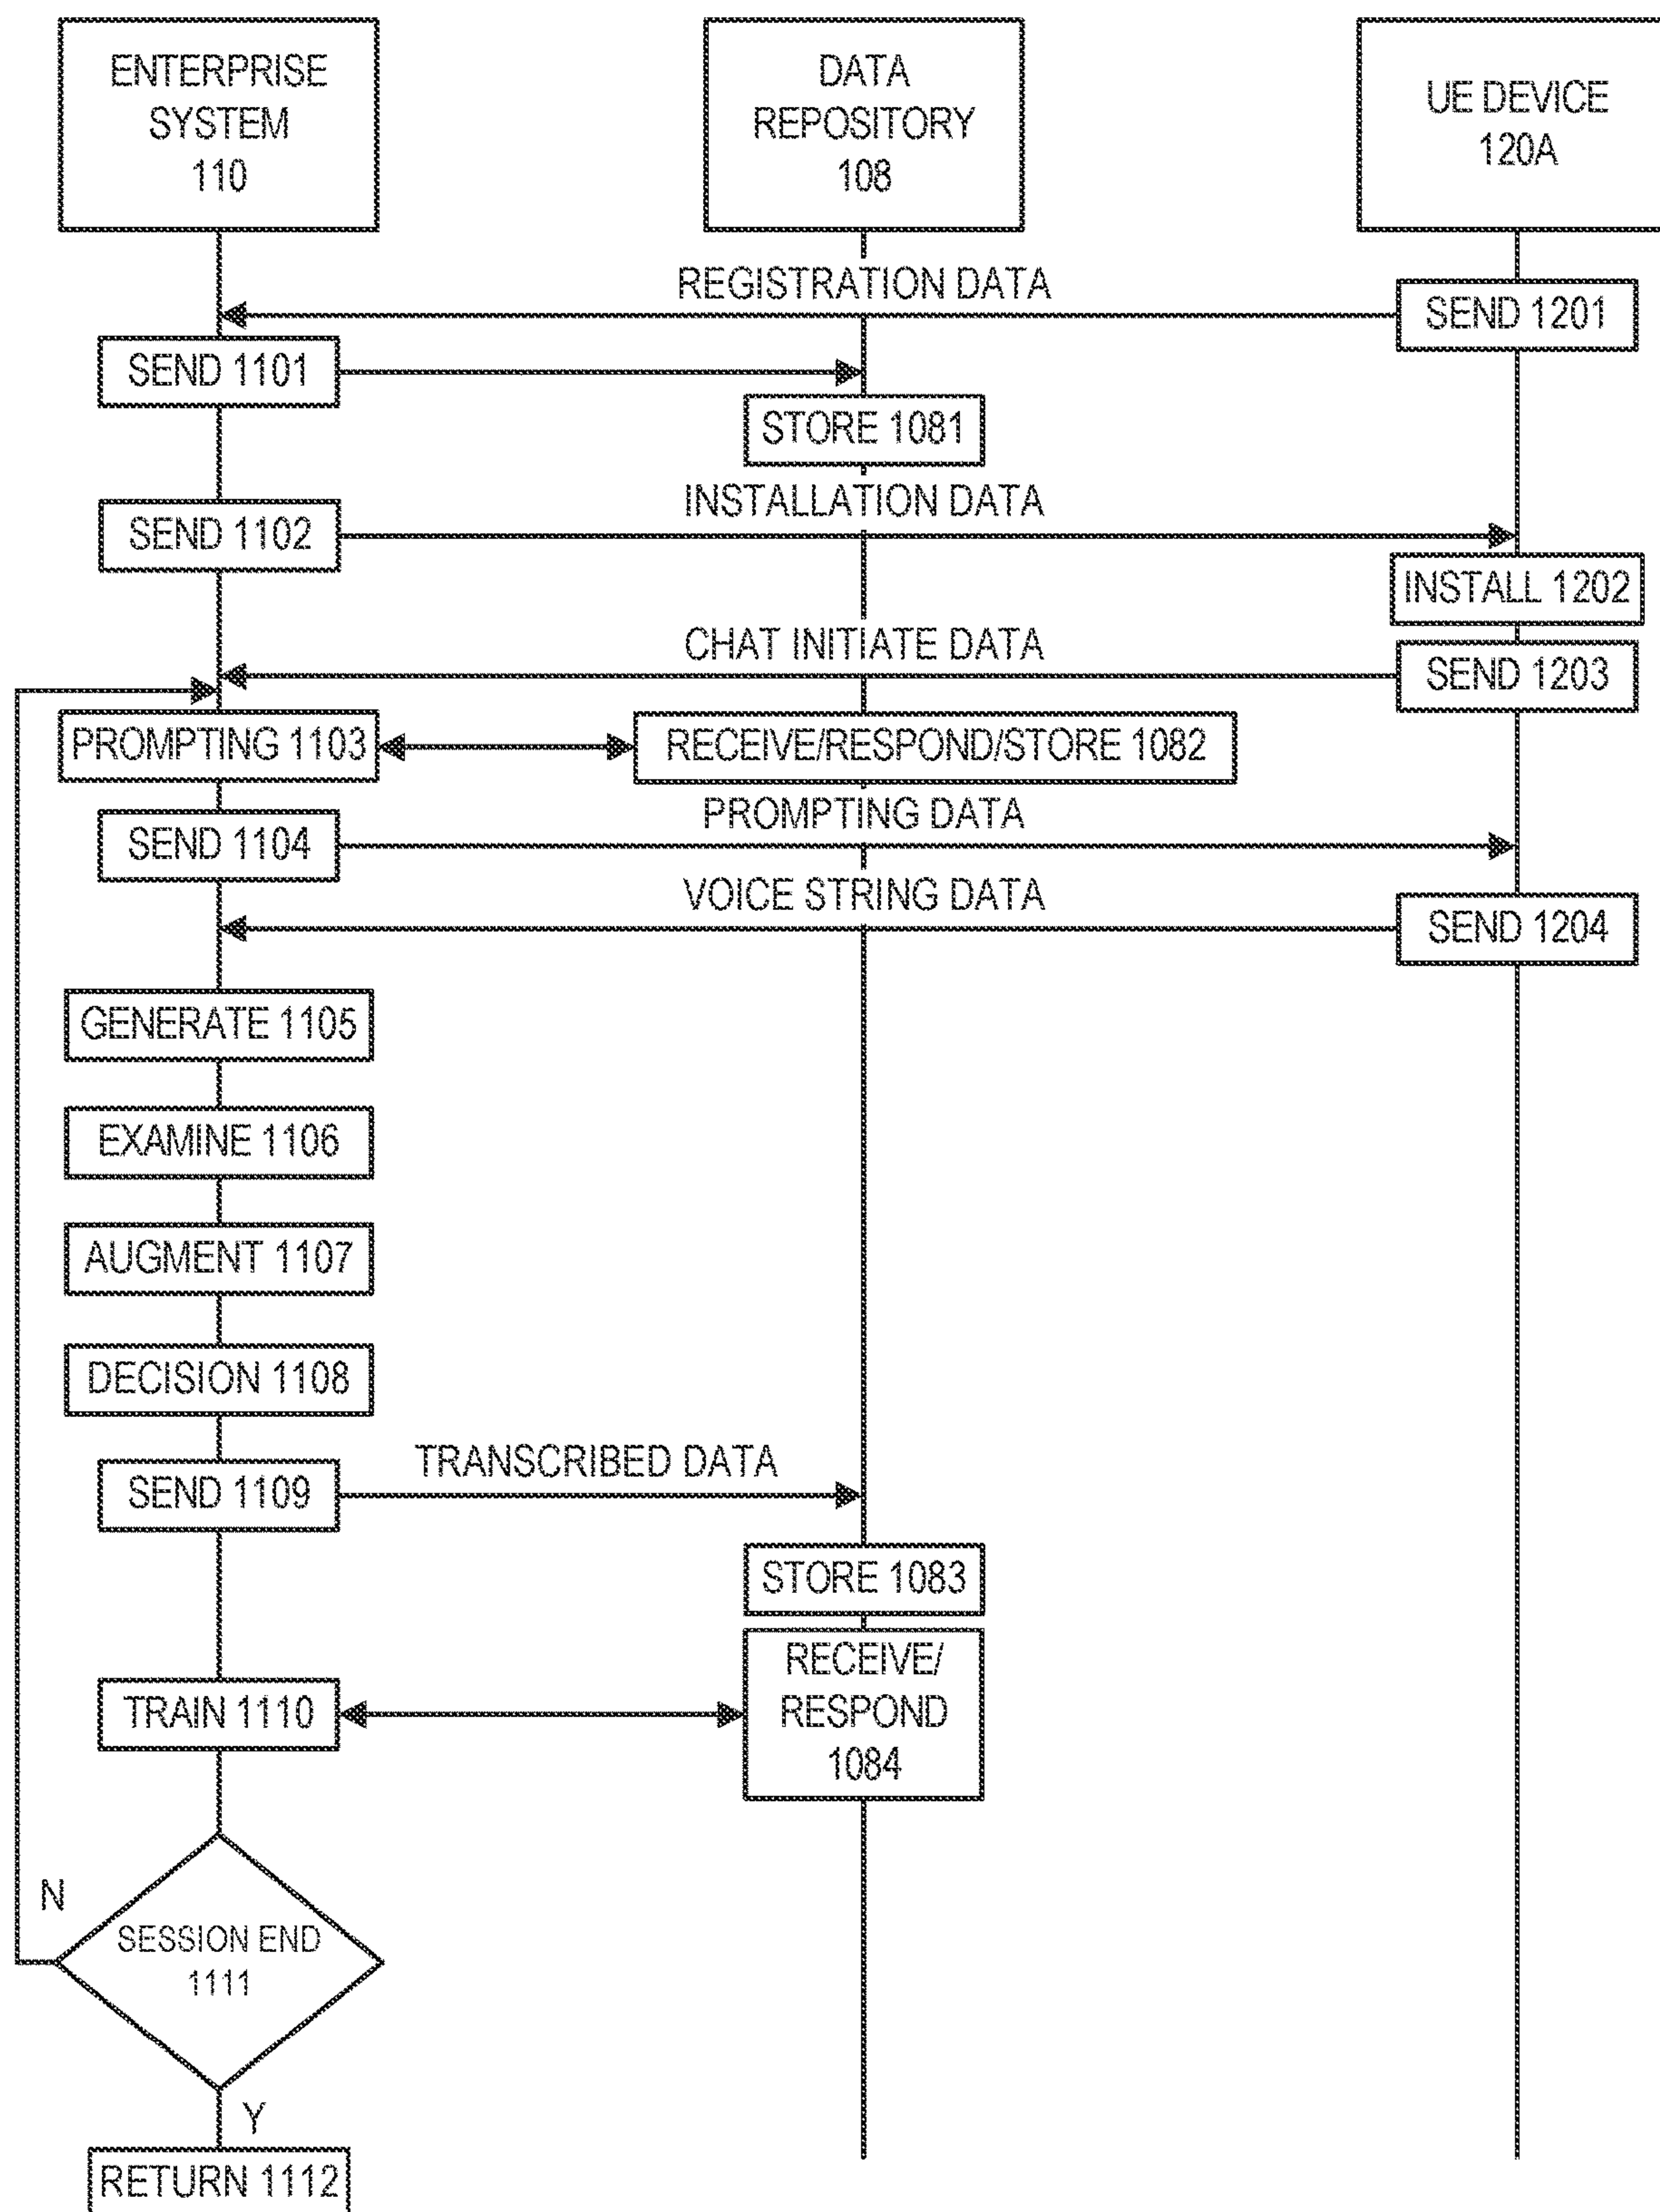 ENTERPRISE
SYSTEM
110
DATA
REPOSITORY
108
UE DEVICE
120A
REGISTRATION DATA
SEND 1201
SEND 1101
STORE 1081
INSTALLATION DATA
SEND 1102
INSTALL 1202
CHAT INITIATE DATA
SEND 1203
PROMPTING 1103
RECEIVE/RESPOND/STORE 1082
PROMPTING DATA
SEND 1104
VOICE STRING DATA
SEND 1204
GENERATE 1105
EXAMINE 1106
AUGMENT 1107
DECISION 1108
TRANSCRIBED DATA
SEND 1109
STORE 1083
RECEIVE/
RESPOND
1084
TRAIN 1110
N
SESSION END
1111
Y
RETURN 1112